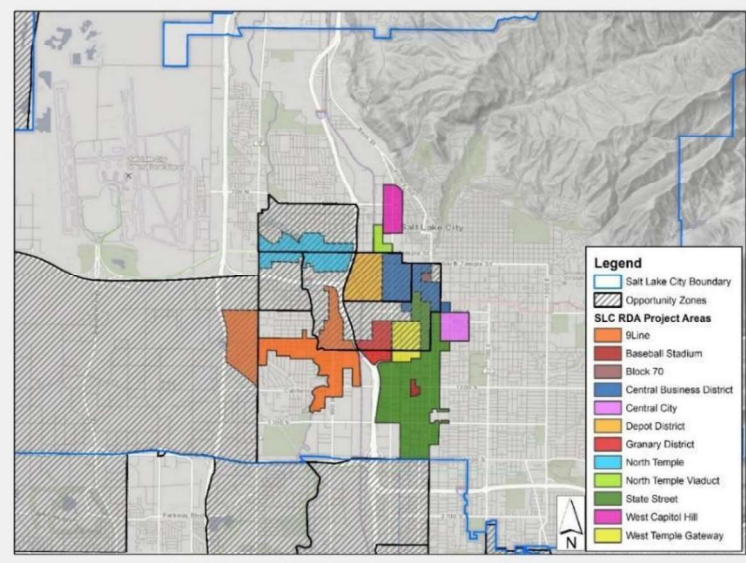 Salt Lake City
Legend
Salt Lake City Boundary
Opportunity Zones
SLC RDA Project Areas
9Line
Baseball Stadium
Block 70
Central Business District
Central City
Depot District
Granary District
North Temple
North Temple Viaduct
State Street
West Capitol Hill
West Temple Gateway
N